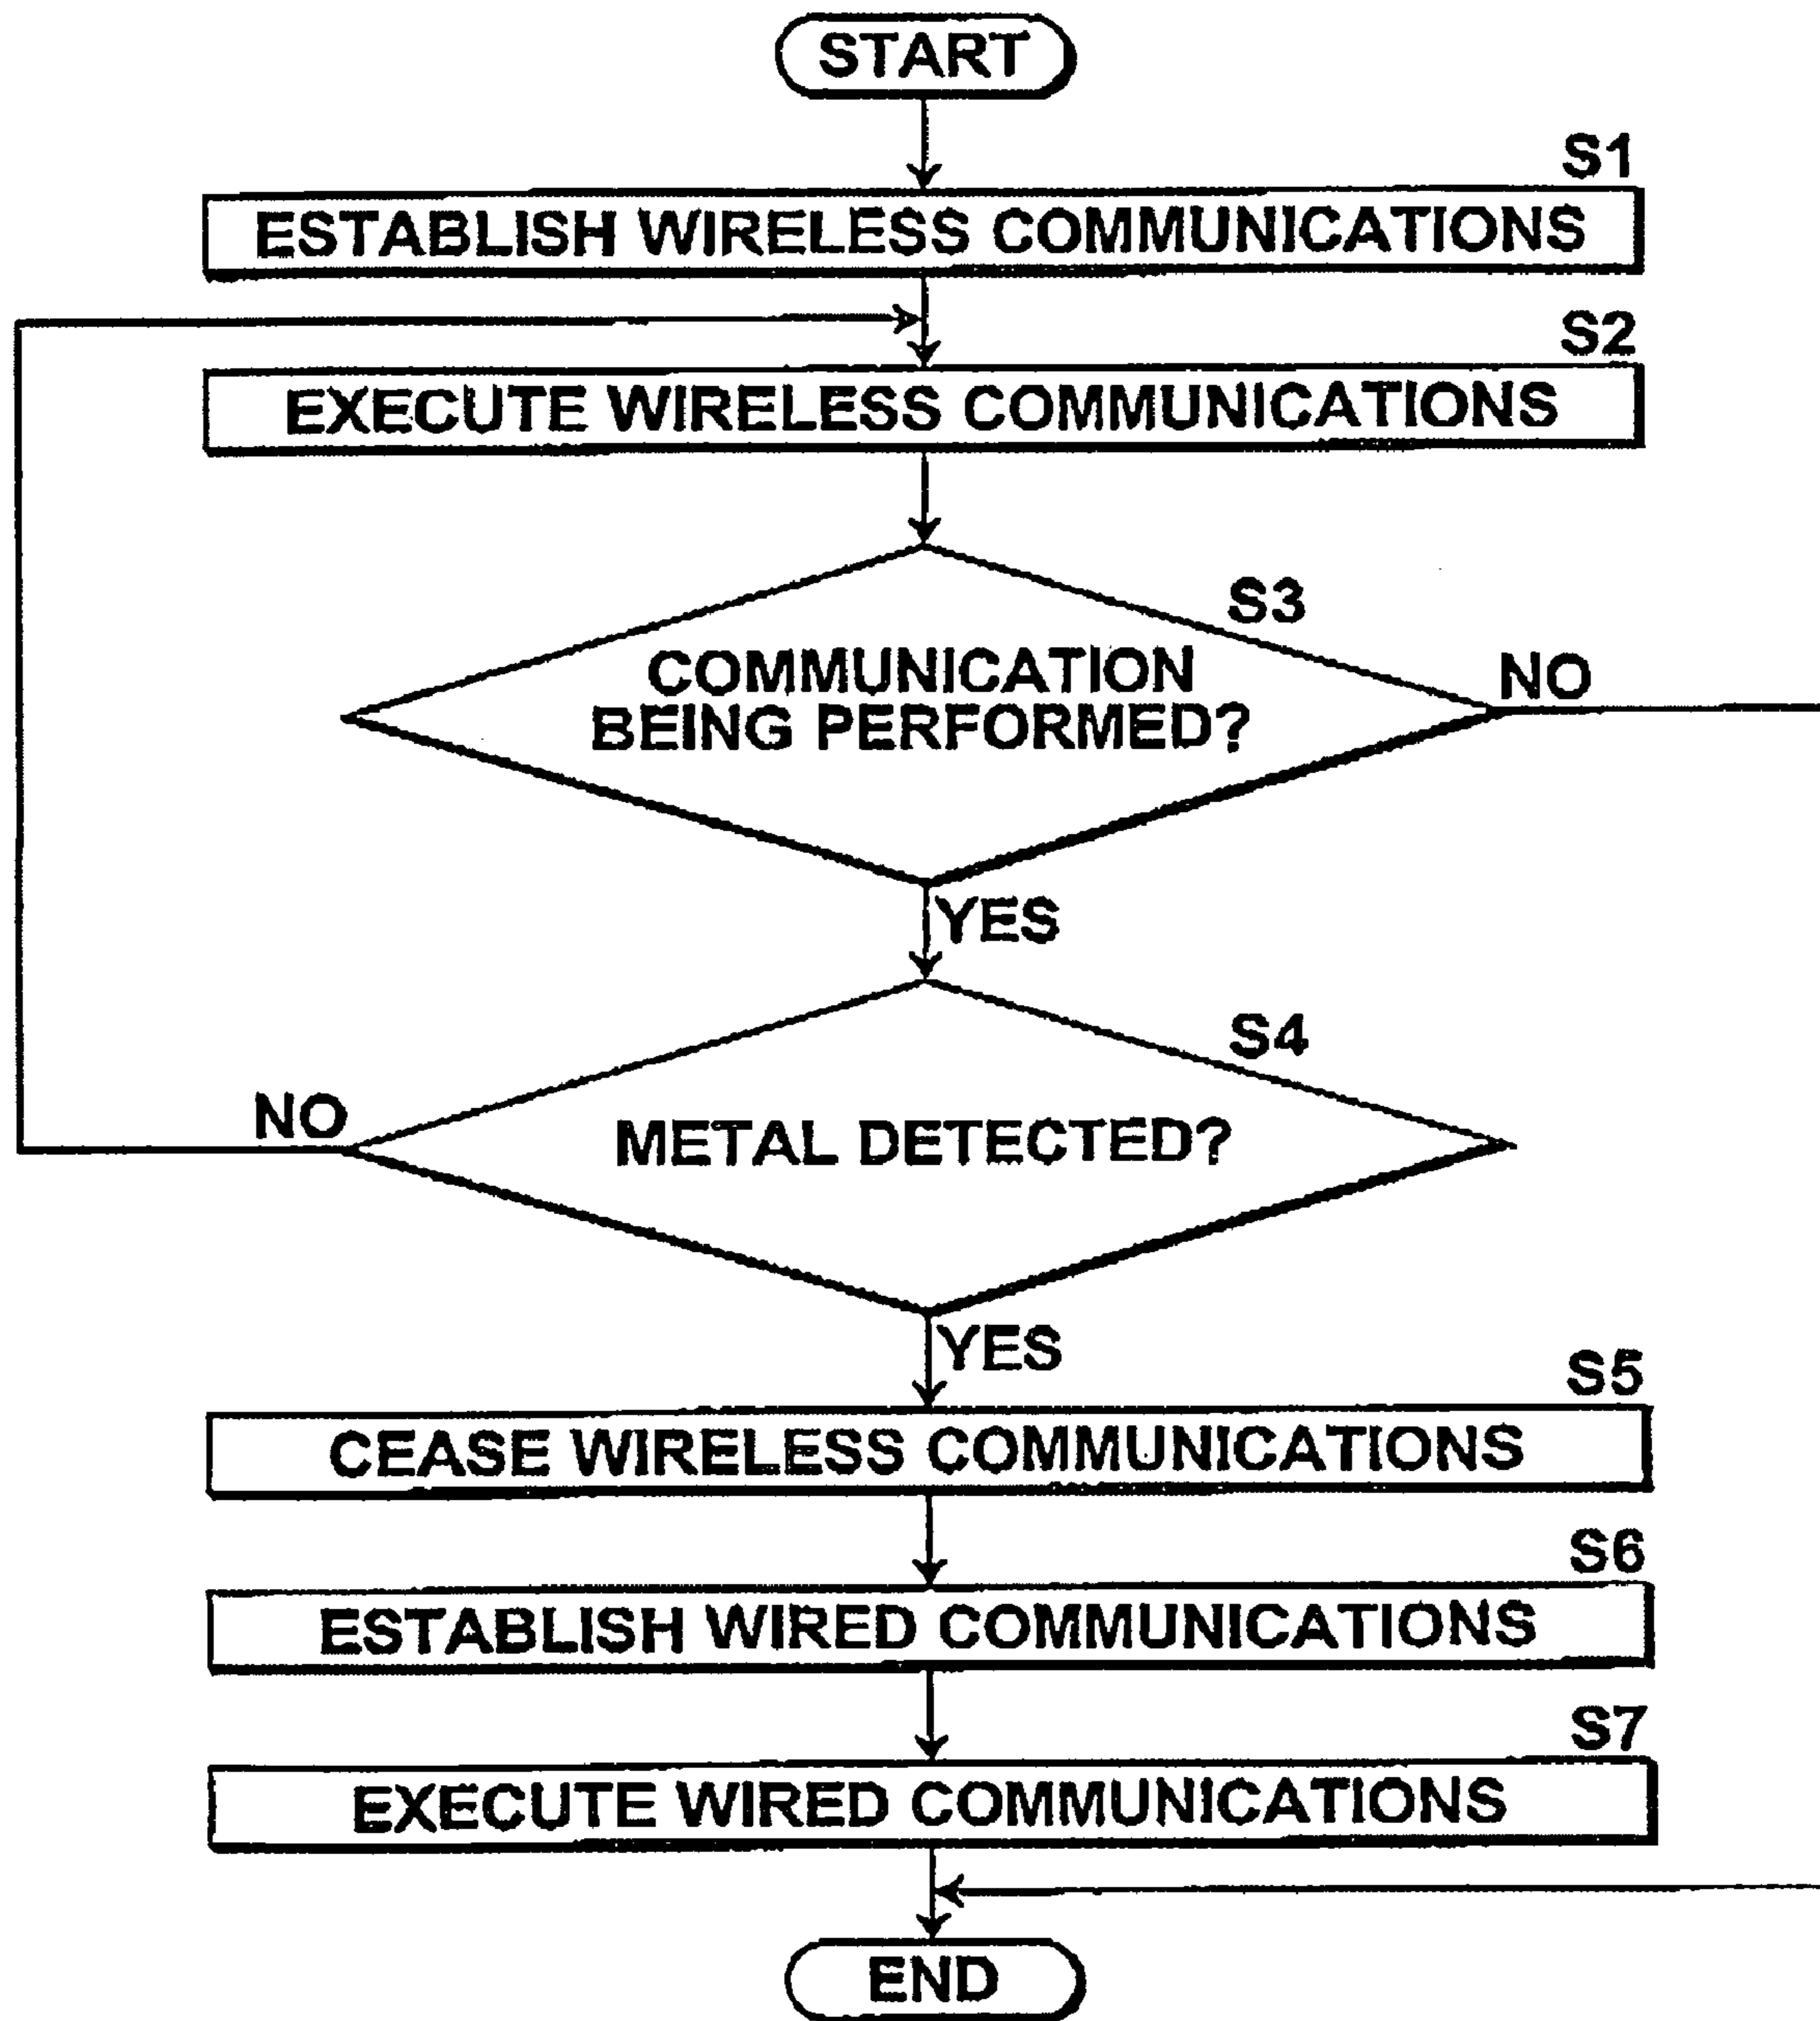 START
S1
ESTABLISH WIRELESS COMMUNICATIONS
S2
EXECUTE WIRELESS COMMUNICATIONS
S3
COMMUNICATION
BEING PERFORMED?
NO
YES
S4
METAL DETECTED?
NO
YES
S5
CEASE WIRELESS COMMUNICATIONS
S6
ESTABLISH WIRED COMMUNICATIONS
S7
EXECUTE WIRED COMMUNICATIONS
END